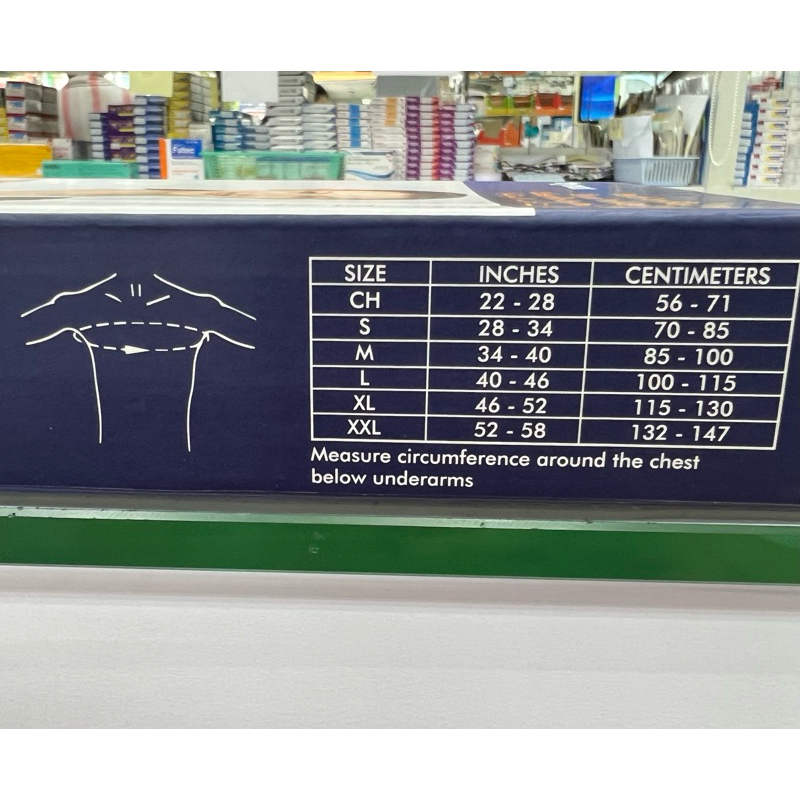 SIZE INCHES CENTIMETERS
CH 22 - 28 56 - 71
S 28 - 34 70 - 85
M 34 - 40 85 - 100
L 40 - 46 100 - 115
XL 46 - 52 115 - 130
XXL 52 - 58 132 - 147
Measure circumference around the chest
below underarms